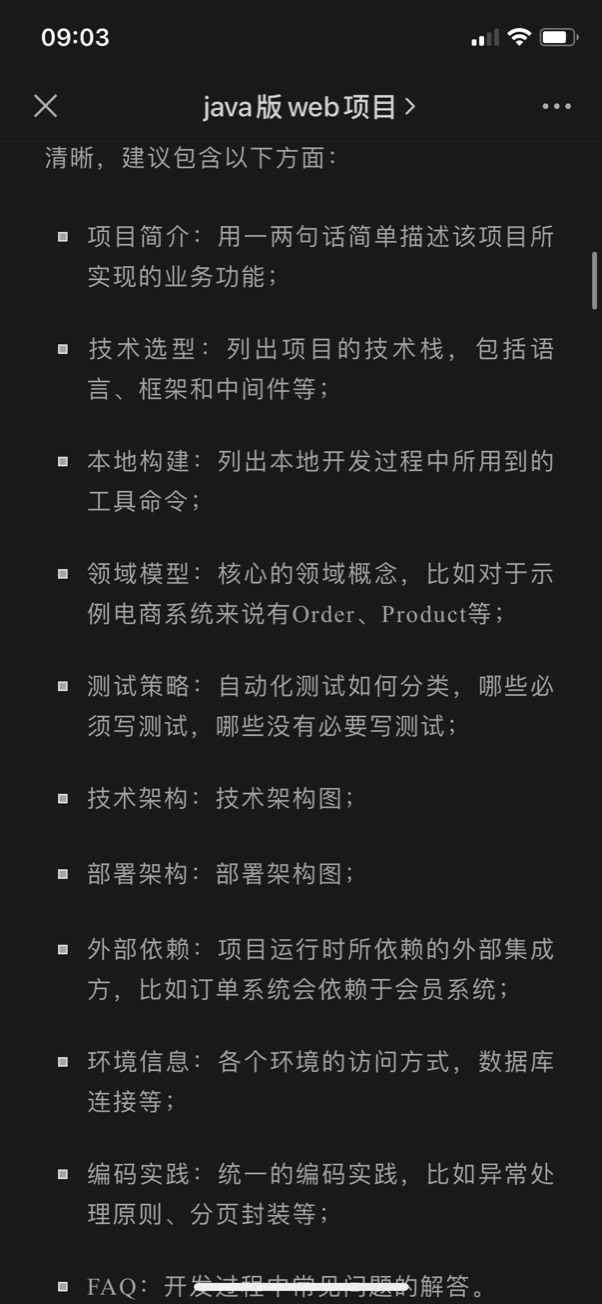 09:03
java版web项目
清晰，建议包含以下方面：
项目简介：用一两句话简单描述该项目所
实现的业务功能；
技术选型：列出项目的技术栈，包括语
言、框架和中间件等；
本地构建：列出本地开发过程中所用到的
工具命令；
领域模型：核心的领域概念，比如对于示
例电商系统来说有Order、Product等；
测试策略：自动化测试如何分类，哪些必
须写测试，哪些没有必要写测试；
技术架构：技术架构图；
部署架构：部署架构图；
外部依赖：项目运行时所依赖的外部集成
方，比如订单系统会依赖于会员系统；
环境信息：各个环境的访问方式，数据库
连接等；
编码实践：统一的编码实践，比如异常处
理原则、分页封装等；
FAQ：开发过程中常见问题的解答。